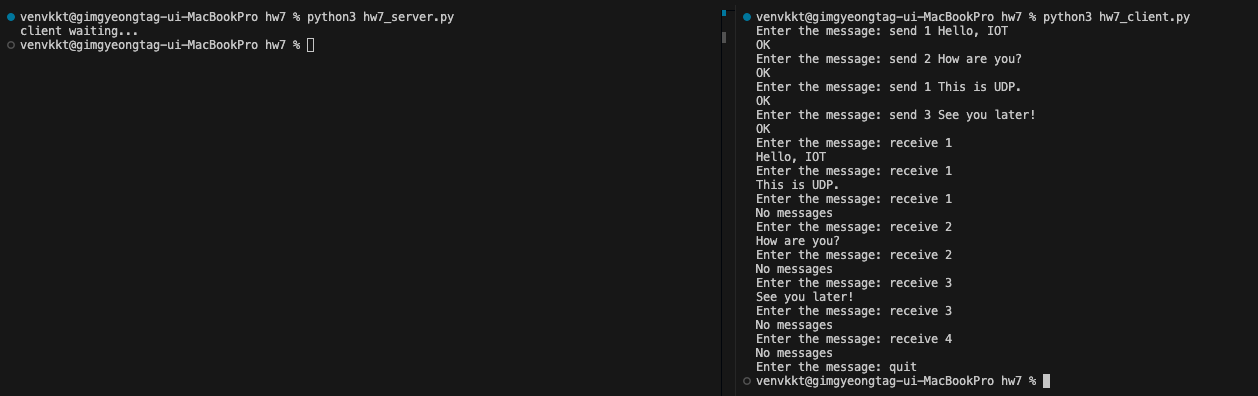 venvkkt@gimgyeongtag-ui-MacBookPro hw7 % python3 hw7_server.py
client waiting...
venvkkt@gimgyeongtag-ui-MacBookPro hw7 %
venvkkt@gimgyeongtag-ui-MacBookPro hw7 % python3 hw7_client.py
Enter the message: send 1 Hello, IOT
OK
Enter the message: send 2 How are you?
OK
Enter the message: send 1 This is UDP.
OK
Enter the message: send 3 See you later!
OK
Enter the message: receive 1
Hello, IOT
Enter the message: receive 1
This is UDP.
Enter the message: receive 1
No messages
Enter the message: receive 2
How are you?
Enter the message: receive 2
No messages
Enter the message: receive 3
See you later!
Enter the message: receive 3
No messages
Enter the message: receive 4
No messages
Enter the message: quit
venvkkt@gimgyeongtag-ui-MacBookPro hw7 %